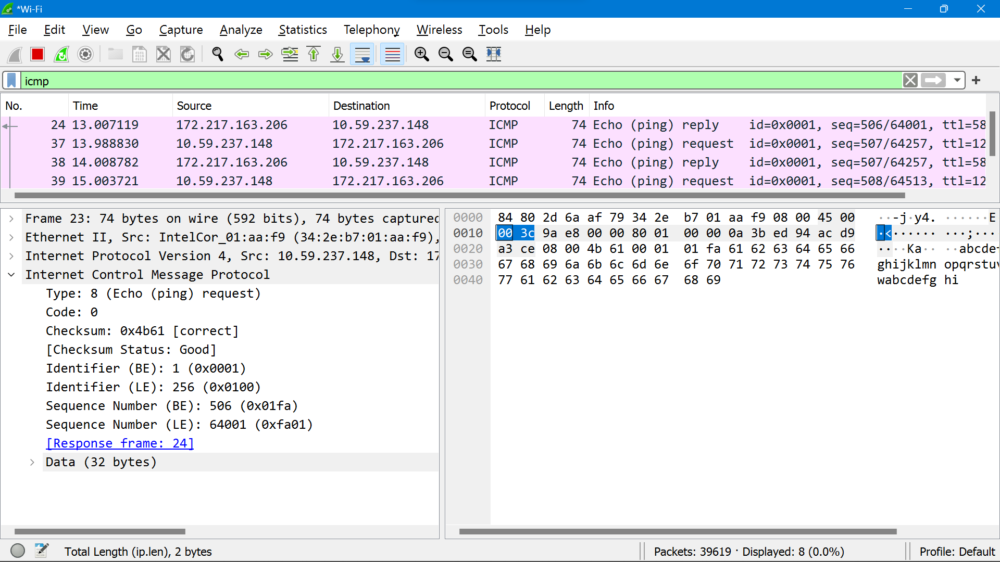 *Wi-Fi
File Edit View Go Capture Analyze Statistics Telephony Wireless Tools Help
icmp
No. Time Source Destination Protocol Length Info
24 13.007119 172.217.163.206 10.59.237.148 ICMP 74 Echo (ping) reply id=0x0001, seq=506/64001, ttl=58
37 13.988830 10.59.237.148 172.217.163.206 ICMP 74 Echo (ping) request id=0x0001, seq=507/64257, ttl=12
38 14.008782 172.217.163.206 10.59.237.148 ICMP 74 Echo (ping) reply id=0x0001, seq=507/64257, ttl=58
39 15.003721 10.59.237.148 172.217.163.206 ICMP 74 Echo (ping) request id=0x0001, seq=508/64513, ttl=12
Frame 23: 74 bytes on wire (592 bits), 74 bytes captured
Ethernet II, Src: IntelCor_01:aa:f9 (34:2e:b7:01:aa:f9),
Internet Protocol Version 4, Src: 10.59.237.148, Dst: 17
Internet Control Message Protocol
Type: 8 (Echo (ping) request)
Code: 0
Checksum: 0x4b61 [correct]
[Checksum Status: Good]
Identifier (BE): 1 (0x0001)
Identifier (LE): 256 (0x0100)
Sequence Number (BE): 506 (0x01fa)
Sequence Number (LE): 64001 (0xfa01)
[Response frame: 24]
Data (32 bytes)
0000 84 80 2d 6a af 79 34 2e b7 01 aa f9 08 00 45 00 ··-j·y4. ······E
0010 00 3c 9a e8 00 00 80 01 00 00 0a 3b ed 94 ac d9 ·<······ ···;···
0020 a3 ce 08 00 4b 61 00 01 01 fa 61 62 63 64 65 66 ····Ka·· ··abcde
0030 67 68 69 6a 6b 6c 6d 6e 6f 70 71 72 73 74 75 76 ghijklmn opqrstuv
0040 77 61 62 63 64 65 66 67 68 69 wabcdefg hi
Total Length (ip.len), 2 bytes
Packets: 39619 · Displayed: 8 (0.0%)
Profile: Default